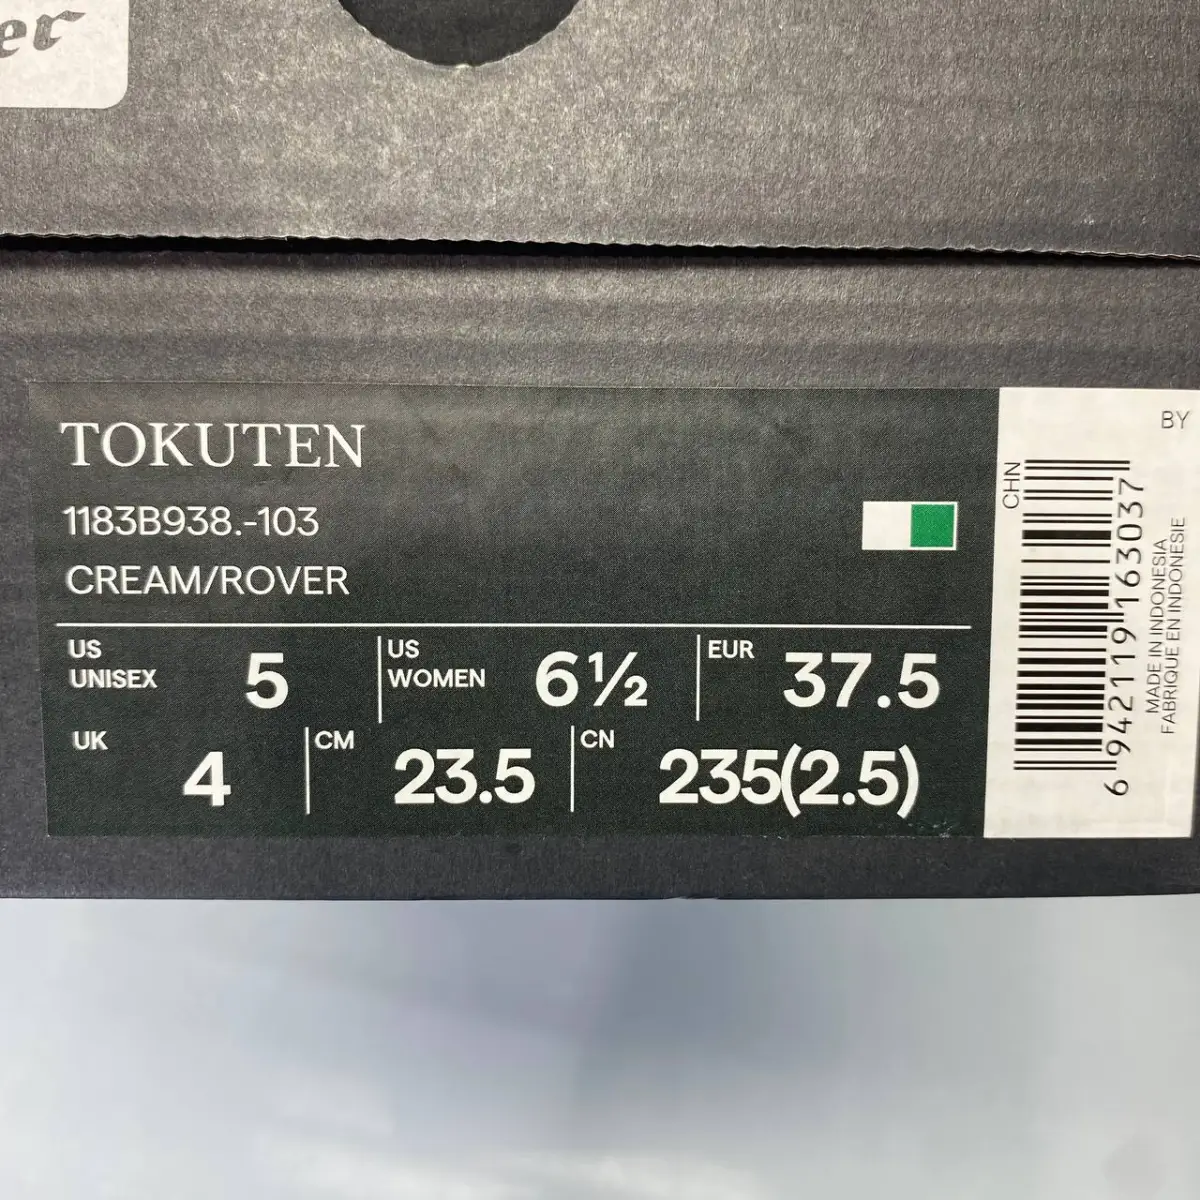 er
TOKUTEN
1183B938.-103
CREAM/ROVER
US UNISEX 5
US WOMEN 6½
EUR 37.5
UK 4
CM 23.5
CN 235(2.5)
BY
CHN
6 942119 163037
MADE IN INDONESIA
FABRIQUE EN INDONESIE